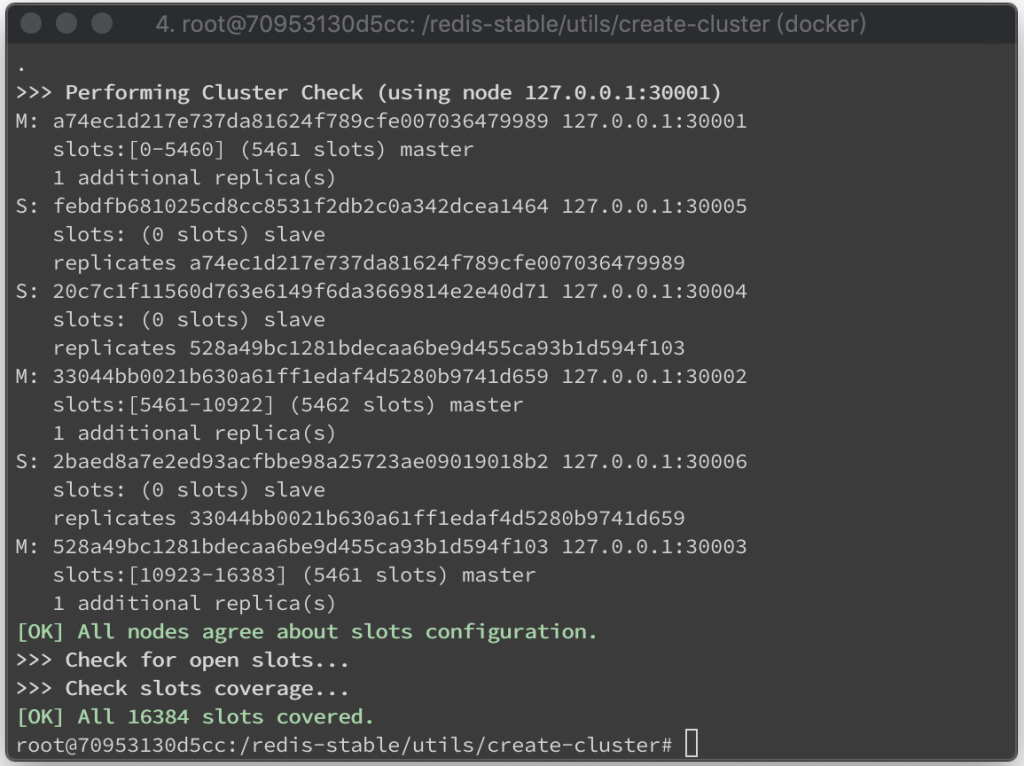 4. root@70953130d5cc: /redis-stable/utils/create-cluster (docker)
.
>>> Performing Cluster Check (using node 127.0.0.1:30001)
M: a74ec1d217e737da81624f789cfe007036479989 127.0.0.1:30001
   slots:[0-5460] (5461 slots) master
   1 additional replica(s)
S: febdfb681025cd8cc8531f2db2c0a342dcea1464 127.0.0.1:30005
   slots: (0 slots) slave
   replicates a74ec1d217e737da81624f789cfe007036479989
S: 20c7c1f11560d763e6149f6da3669814e2e40d71 127.0.0.1:30004
   slots: (0 slots) slave
   replicates 528a49bc1281bdecaa6be9d455ca93b1d594f103
M: 33044bb0021b630a61ff1edaf4d5280b9741d659 127.0.0.1:30002
   slots:[5461-10922] (5462 slots) master
   1 additional replica(s)
S: 2baed8a7e2ed93acfbbe98a25723ae09019018b2 127.0.0.1:30006
   slots: (0 slots) slave
   replicates 33044bb0021b630a61ff1edaf4d5280b9741d659
M: 528a49bc1281bdecaa6be9d455ca93b1d594f103 127.0.0.1:30003
   slots:[10923-16383] (5461 slots) master
   1 additional replica(s)
[OK] All nodes agree about slots configuration.
>>> Check for open slots...
>>> Check slots coverage...
[OK] All 16384 slots covered.
root@70953130d5cc:/redis-stable/utils/create-cluster#